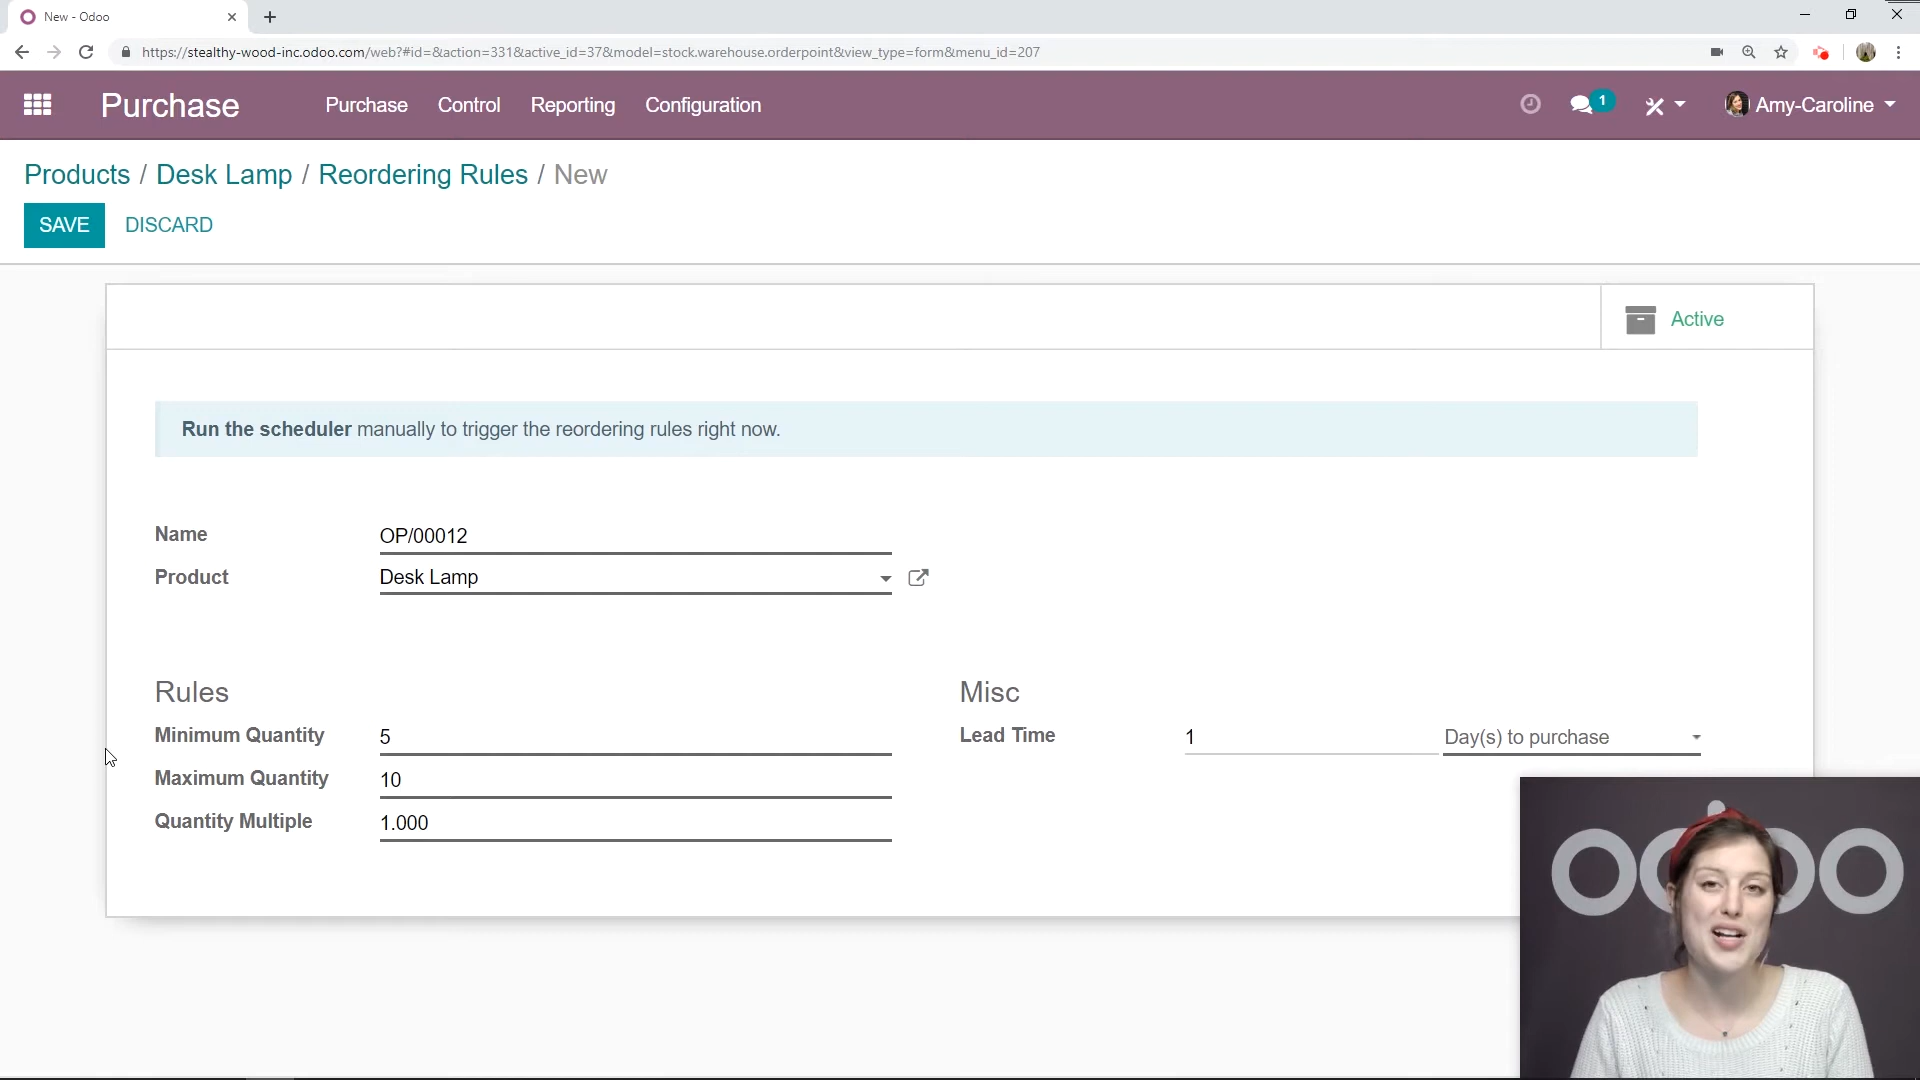 New - Odoo
https://stealthy-wood-inc.odoo.com/web?#id=&action=331&active_id=37&model=stock.warehouse.orderpoint&view_type=form&menu_id=207
Purchase Purchase Control Reporting Configuration 1 Amy-Caroline
Products / Desk Lamp / Reordering Rules / New
SAVE DISCARD
Active
Run the scheduler manually to trigger the reordering rules right now.
Name OP/00012
Product Desk Lamp
Rules Misc
Minimum Quantity 5 Lead Time 1 Day(s) to purchase
Maximum Quantity 10
Quantity Multiple 1.000
odoo